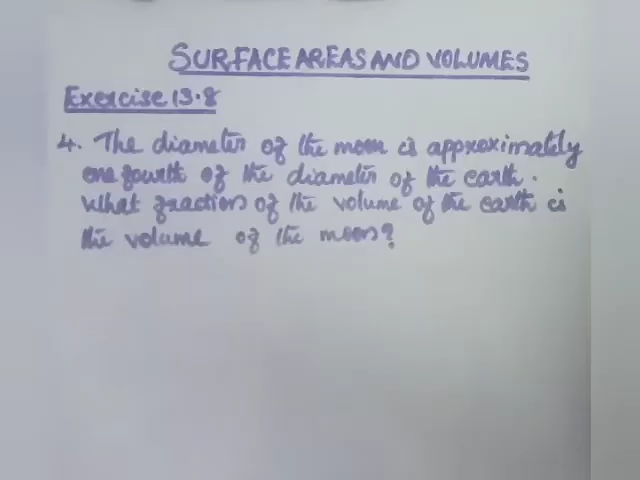 SURFACE AREAS AND VOLUMES
Exercise 13.8
4. The diameter of the moon is approximately
one fourth of the diameter of the earth.
What fraction of the volume of the earth is
the volume of the moon?